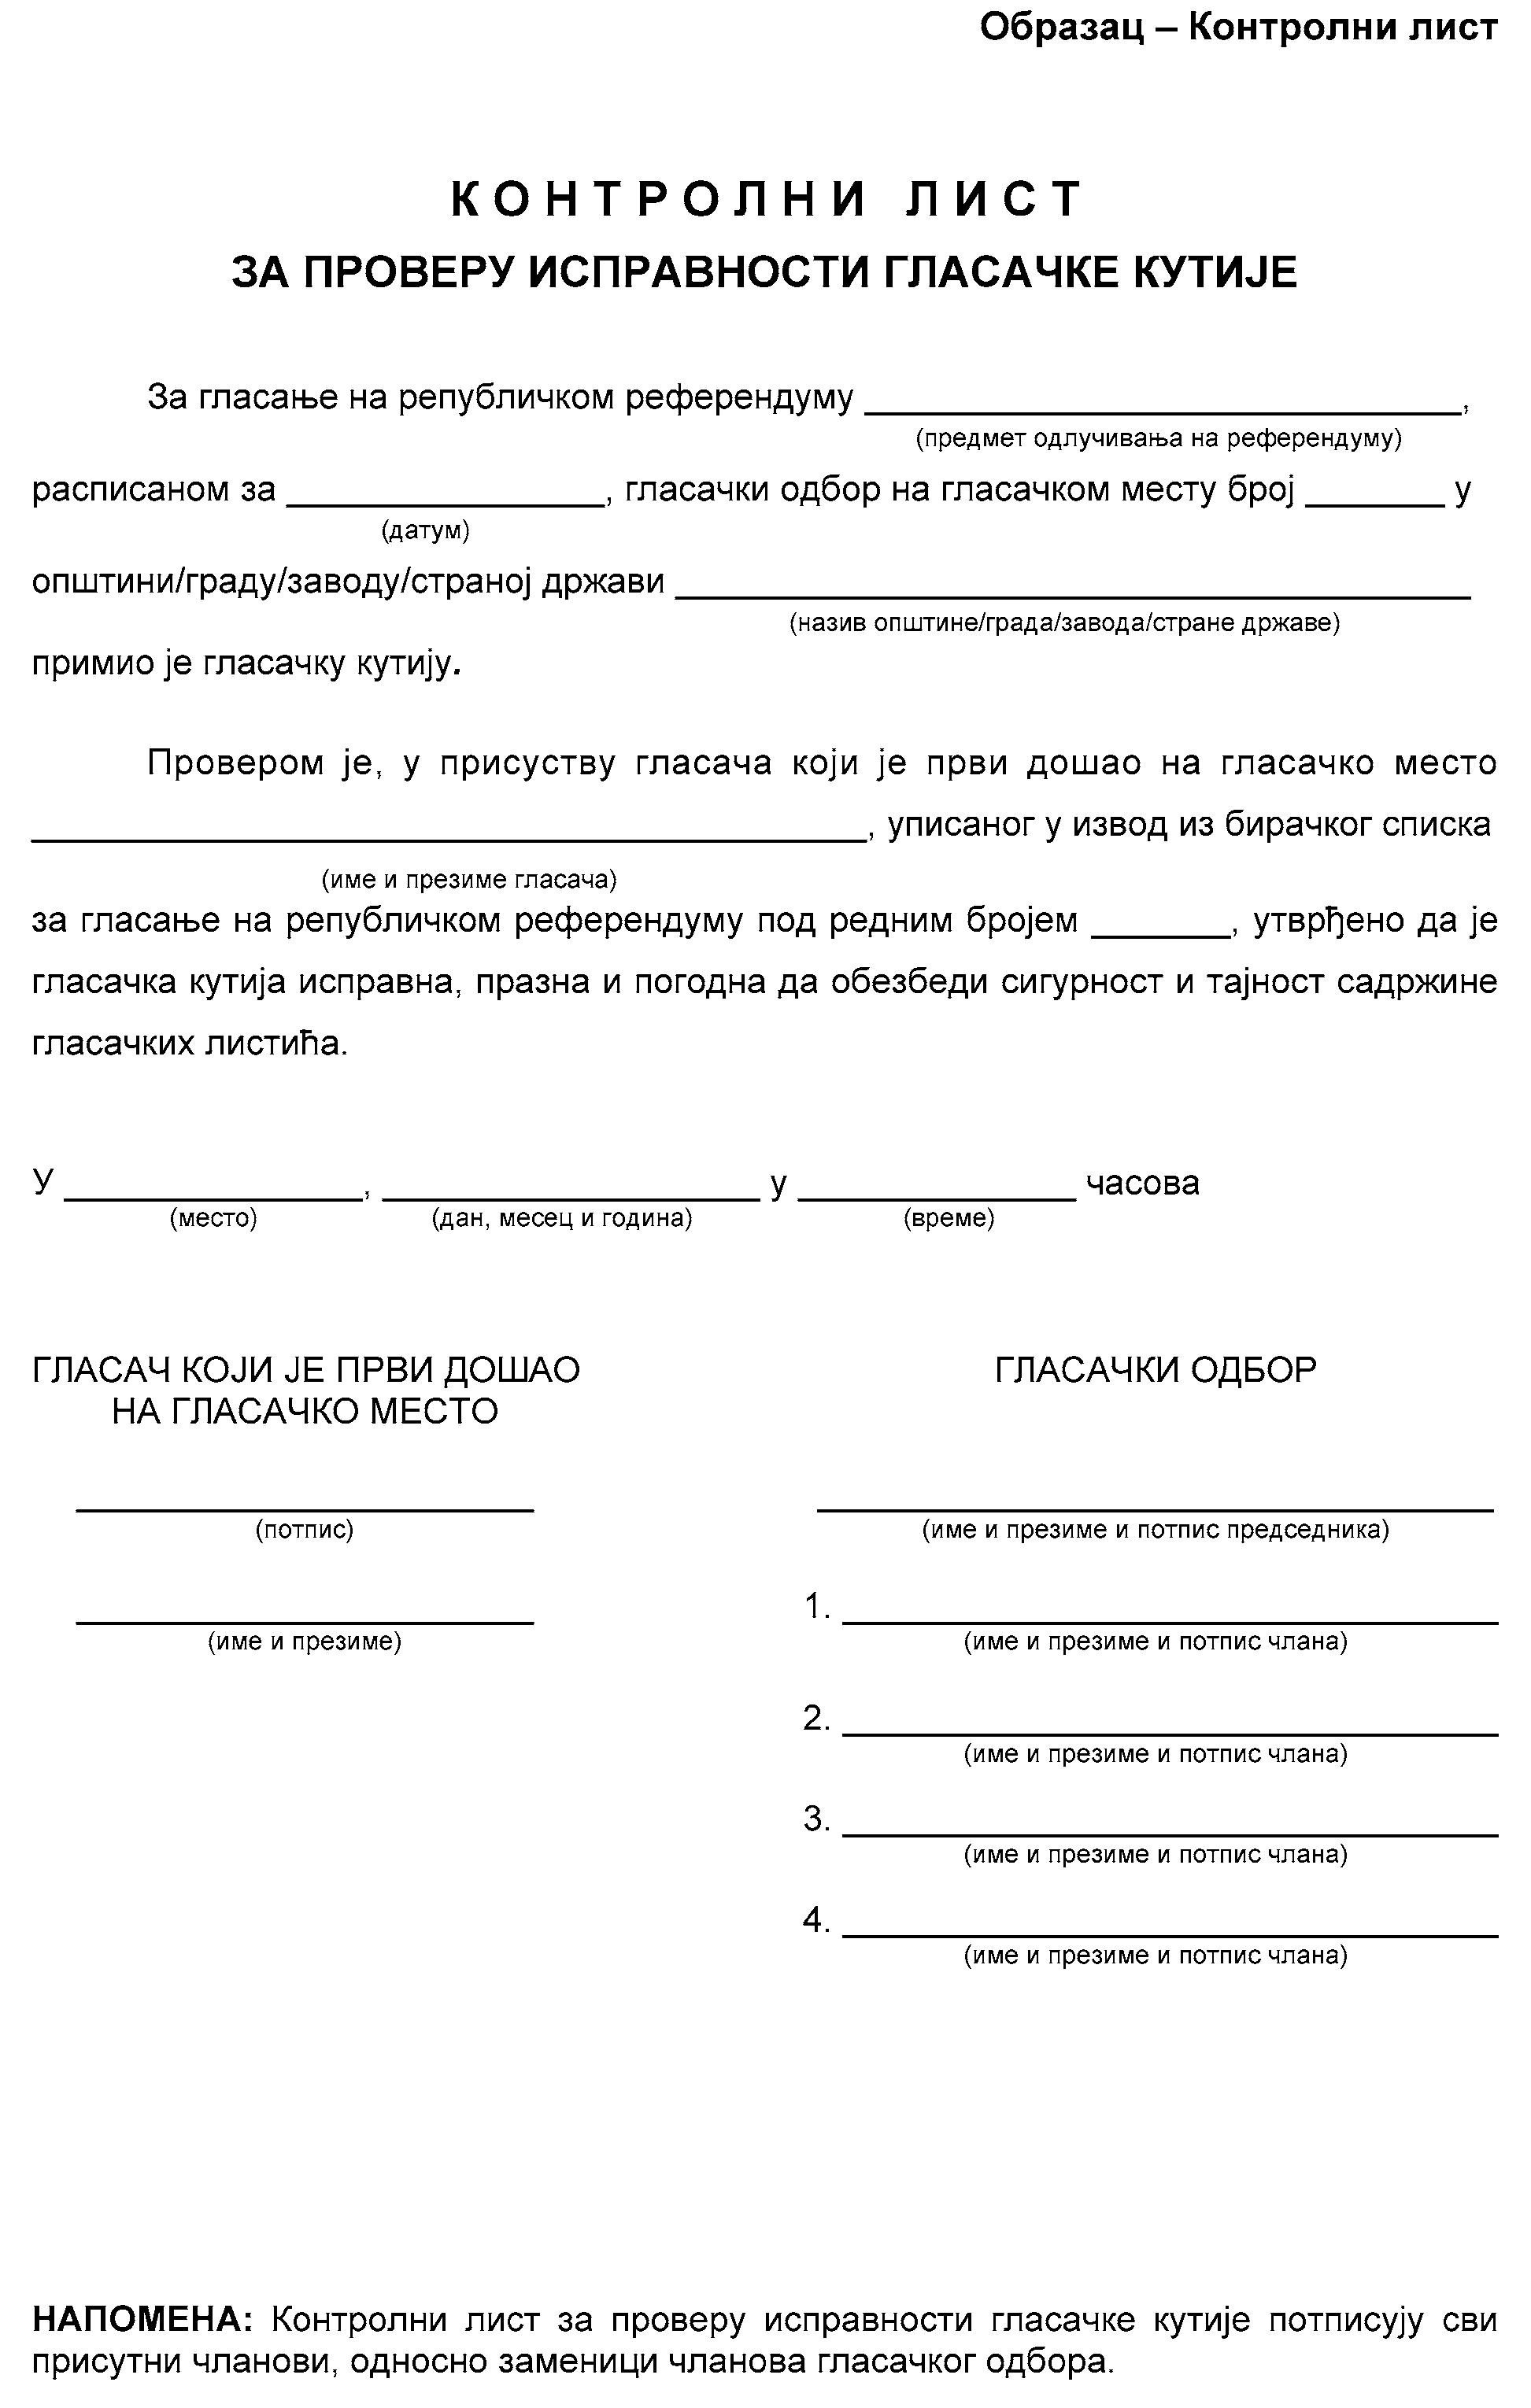 Образац – Контролни лист
К О Н Т Р О Л Н И   Л И С Т
ЗА ПРОВЕРУ ИСПРАВНОСТИ ГЛАСАЧКЕ КУТИЈЕ
За гласање на републичком референдуму ______________________________,
(предмет одлучивања на референдуму)
расписаном за ________________, гласачки одбор на гласачком месту број _______ у
(датум)
општини/граду/заводу/страној држави ________________________________________
(назив општине/града/завода/стране државе)
примио је гласачку кутију.
Провером је, у присуству гласача који је први дошао на гласачко место
__________________________________________, уписаног у извод из бирачког списка
(име и презиме гласача)
за гласање на републичком референдуму под редним бројем _______, утврђено да је
гласачка кутија исправна, празна и погодна да обезбеди сигурност и тајност садржине
гласачких листића.
У _______________, ___________________ у ______________ часова
(место) (дан, месец и година) (време)
ГЛАСАЧ КОЈИ ЈЕ ПРВИ ДОШАО
НА ГЛАСАЧКО МЕСТО
_______________________
(потпис)
_______________________
(име и презиме)
ГЛАСАЧКИ ОДБОР
__________________________________
(име и презиме и потпис председника)
1. _________________________________
(име и презиме и потпис члана)
2. _________________________________
(име и презиме и потпис члана)
3. _________________________________
(име и презиме и потпис члана)
4. _________________________________
(име и презиме и потпис члана)
НАПОМЕНА: Контролни лист за проверу исправности гласачке кутије потписују сви
присутни чланови, односно заменици чланова гласачког одбора.